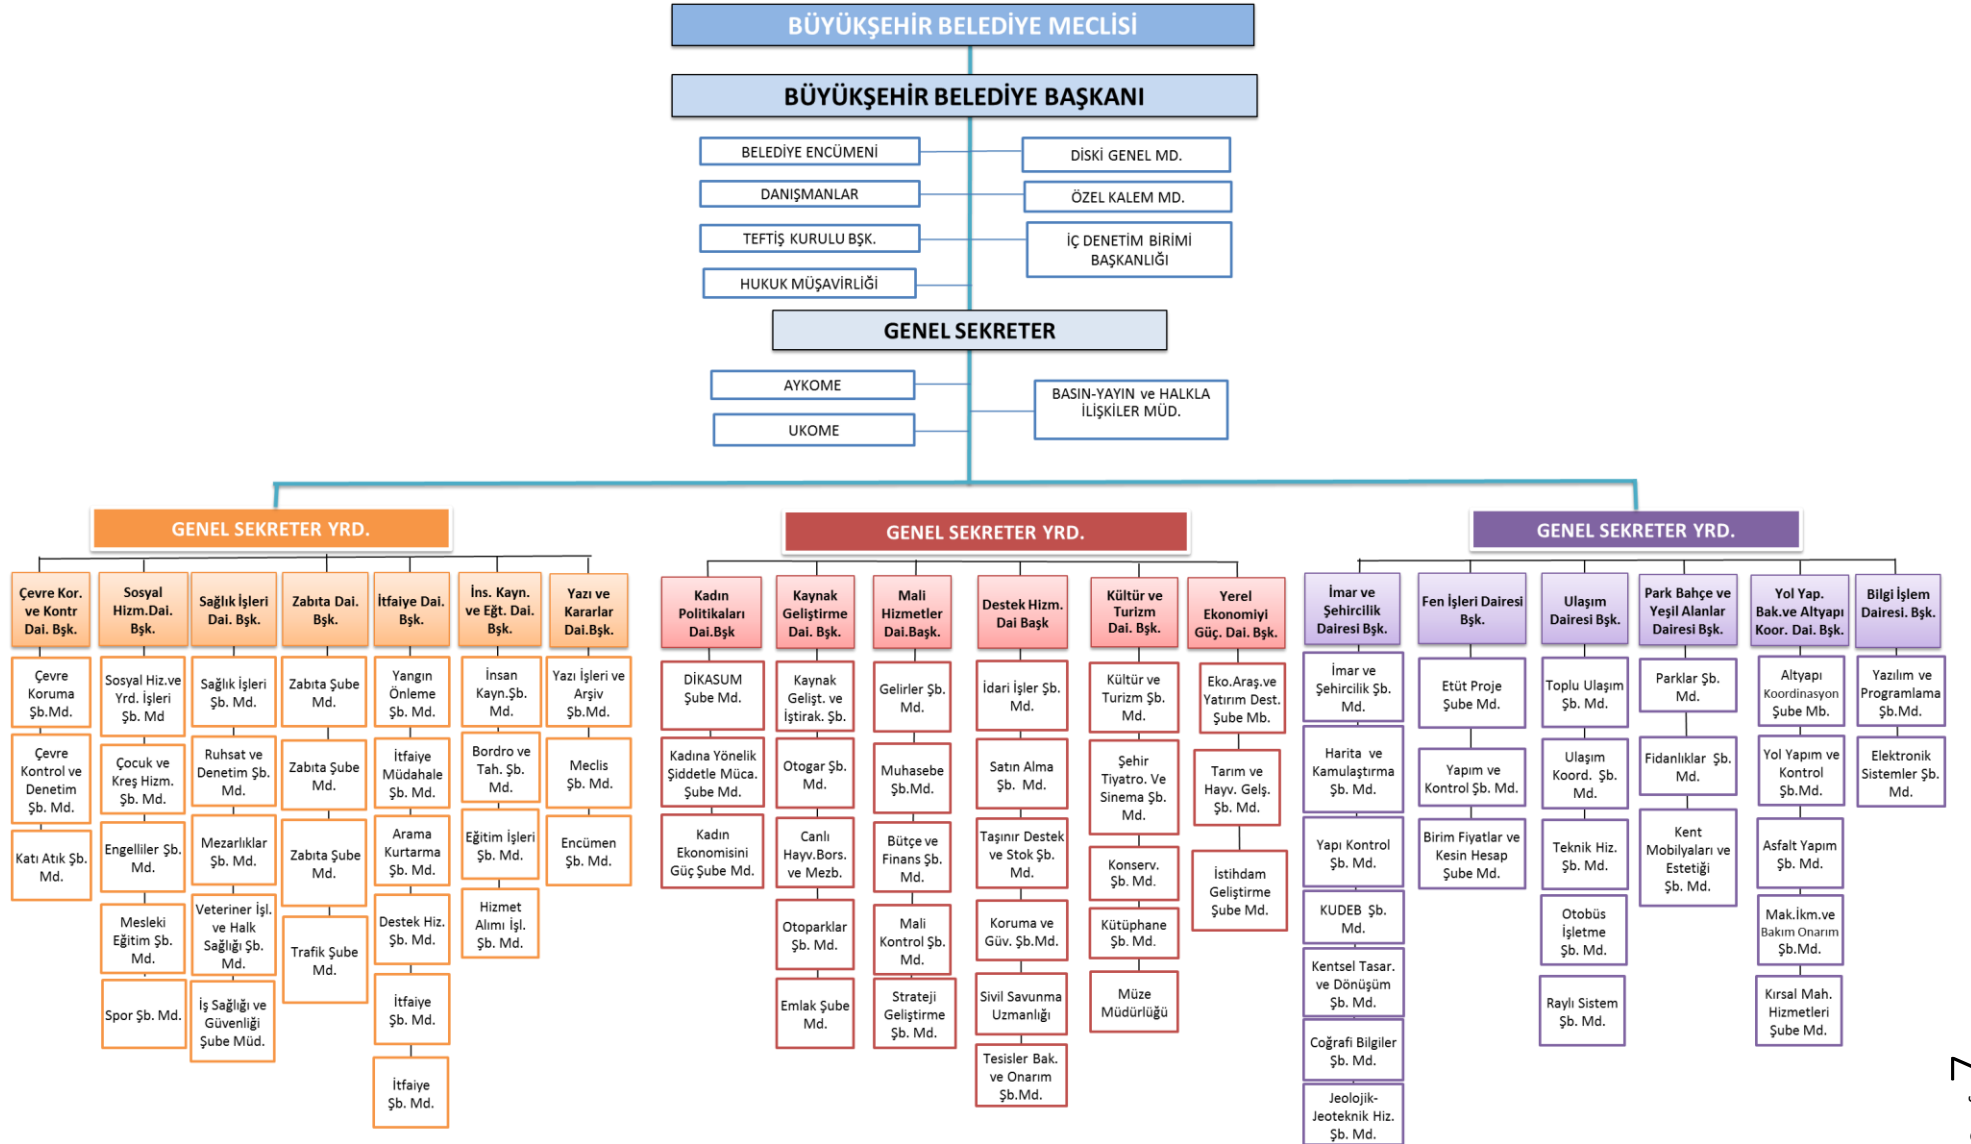 BÜYÜKŞEHİR BELEDİYE MECLİSİ
BÜYÜKŞEHİR BELEDİYE BAŞKANI
BELEDİYE ENCÜMENİ
DİSKİ GENEL MD.
DANIŞMANLAR
ÖZEL KALEM MD.
TEFTİŞ KURULU BŞK.
İÇ DENETİM BİRİMİ
BAŞKANLIĞI
HUKUK MÜŞAVİRLİĞİ
GENEL SEKRETER
AYKOME
BASIN-YAYIN ve HALKLA
İLİŞKİLER MÜD.
UKOME
GENEL SEKRETER YRD.
Çevre Kor.
ve Kontr
Dai. Bşk.
Çevre
Koruma
Şb.Md.
Çevre
Kontrol ve
Denetim
Şb. Md.
Katı Atık Şb.
Md.
Sosyal
Hizm.Dai.
Bşk.
Sosyal Hiz.ve
Yrd. İşleri
Şb. Md
Çocuk ve
Kreş Hizm.
Şb. Md.
Engelliler Şb.
Md.
Mesleki
Eğitim Şb.
Md.
Spor Şb. Md.
Sağlık İşleri
Dai. Bşk.
Sağlık İşleri
Şb. Md.
Ruhsat ve
Denetim Şb.
Md.
Mezarlıklar
Şb. Md.
Veteriner İşl.
ve Halk
Sağlığı Şb.
Md.
İş Sağlığı ve
Güvenliği
Şube Müd.
Zabıta Dai.
Bşk.
Zabıta Şube
Md.
Zabıta Şube
Md.
Zabıta Şube
Md.
Trafik Şube
Md.
İtfaiye Dai.
Bşk.
Yangın
Önleme
Şb. Md.
İtfaiye
Müdahale
Şb. Md.
Arama
Kurtarma
Şb. Md.
Destek Hiz.
Şb. Md.
İtfaiye
Şb. Md.
İtfaiye
Şb. Md.
İns. Kayn.
ve Eğt. Dai.
Bşk.
İnsan
Kayn.Şb.
Md.
Bordro ve
Tah. Şb.
Md.
Eğitim İşleri
Şb. Md.
Hizmet
Alımı İşl.
Şb. Md.
Yazı ve
Kararlar
Dai.Bşk.
Yazı İşleri ve
Arşiv
Şb.Md.
Meclis
Şb. Md.
Encümen
Şb. Md.
GENEL SEKRETER YRD.
Kadın
Politikaları
Dai.Bşk
DİKASUM
Şube Md.
Kadına Yönelik
Şiddetle Müca.
Şube Md.
Kadın
Ekonomisini
Güç Şube Md.
Kaynak
Geliştirme
Dai. Bşk.
Kaynak
Gelişt. ve
İştirak. Şb.
Otogar Şb.
Md.
Canlı
Hayv.Bors.
ve Mezb.
Otoparklar
Şb. Md.
Emlak Şube
Md.
Mali
Hizmetler
Dai.Başk.
Gelirler Şb.
Md.
Muhasebe
Şb.Md.
Bütçe ve
Finans Şb.
Md.
Mali
Kontrol Şb.
Md.
Strateji
Geliştirme
Şb. Md.
Destek Hizm.
Dai Başk
İdari İşler Şb.
Md.
Satın Alma
Şb. Md.
Taşınır Destek
ve Stok Şb.
Md.
Koruma ve
Güv. Şb.Md.
Sivil Savunma
Uzmanlığı
Tesisler Bak.
ve Onarım
Şb.Md.
Kültür ve
Turizm
Dai. Bşk.
Kültür ve
Turizm Şb.
Md.
Şehir
Tiyatro. Ve
Sinema Şb.
Md.
Konserv.
Şb. Md.
Kütüphane
Şb. Md.
Müze
Müdürlüğü
Yerel
Ekonomiyi
Güç. Dai. Bşk.
Eko.Araş.ve
Yatırım Dest.
Şube Mb.
Tarım ve
Hayv. Gelş.
Şb. Md.
İstihdam
Geliştirme
Şube Md.
GENEL SEKRETER YRD.
İmar ve
Şehircilik
Dairesi Bşk.
İmar ve
Şehircilik Şb.
Md.
Harita ve
Kamulaştırma
Şb. Md.
Yapı Kontrol
Şb. Md.
KUDEB Şb.
Md.
Kentsel Tasar.
ve Dönüşüm
Şb. Md.
Coğrafi Bilgiler
Şb. Md.
Jeolojik-
Jeoteknik Hiz.
Şb. Md.
Fen İşleri Dairesi
Bşk.
Etüt Proje
Şube Md.
Yapım ve
Kontrol Şb. Md.
Birim Fiyatlar ve
Kesin Hesap
Şube Md.
Ulaşım
Dairesi Bşk.
Toplu Ulaşım
Şb. Md.
Ulaşım
Koord. Şb.
Md.
Teknik Hiz.
Şb. Md.
Otobüs
İşletme
Şb. Md.
Raylı Sistem
Şb. Md.
Park Bahçe ve
Yeşil Alanlar
Dairesi Bşk.
Parklar Şb.
Md.
Fidanlıklar Şb.
Md.
Kent
Mobilyaları ve
Estetiği
Şb. Md.
Yol Yap.
Bak.ve Altyapı
Koor. Dai. Bşk.
Altyapı
Koordinasyon
Şube Mb.
Yol Yapım ve
Kontrol
Şb.Md.
Asfalt Yapım
Şb. Md.
Mak.İkm.ve
Bakım Onarım
Şb.Md.
Kırsal Mah.
Hizmetleri
Şube Md.
Bilgi İşlem
Dairesi. Bşk.
Yazılım ve
Programlama
Şb.Md.
Elektronik
Sistemler Şb.
Md.
7